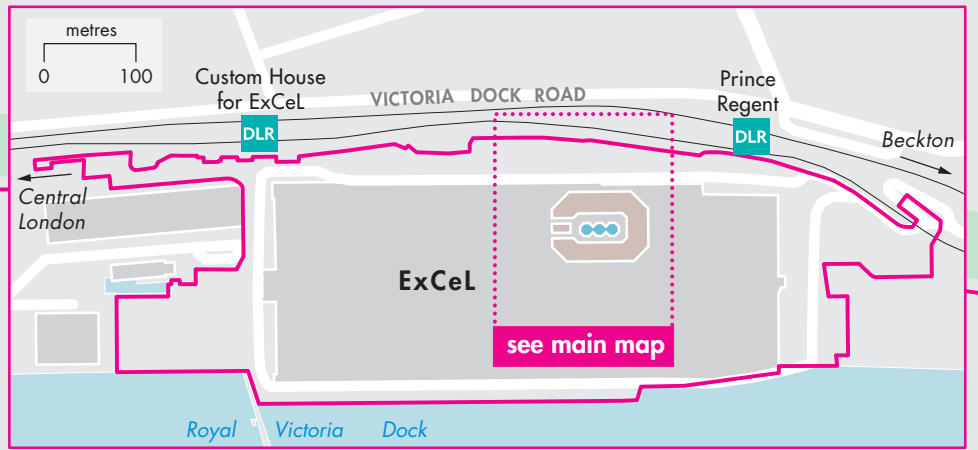 metres
0 100
Custom House
for ExCeL
DLR
VICTORIA DOCK ROAD
Prince
Regent
DLR
Beckton
Central
London
ExCeL
see main map
Royal Victoria Dock